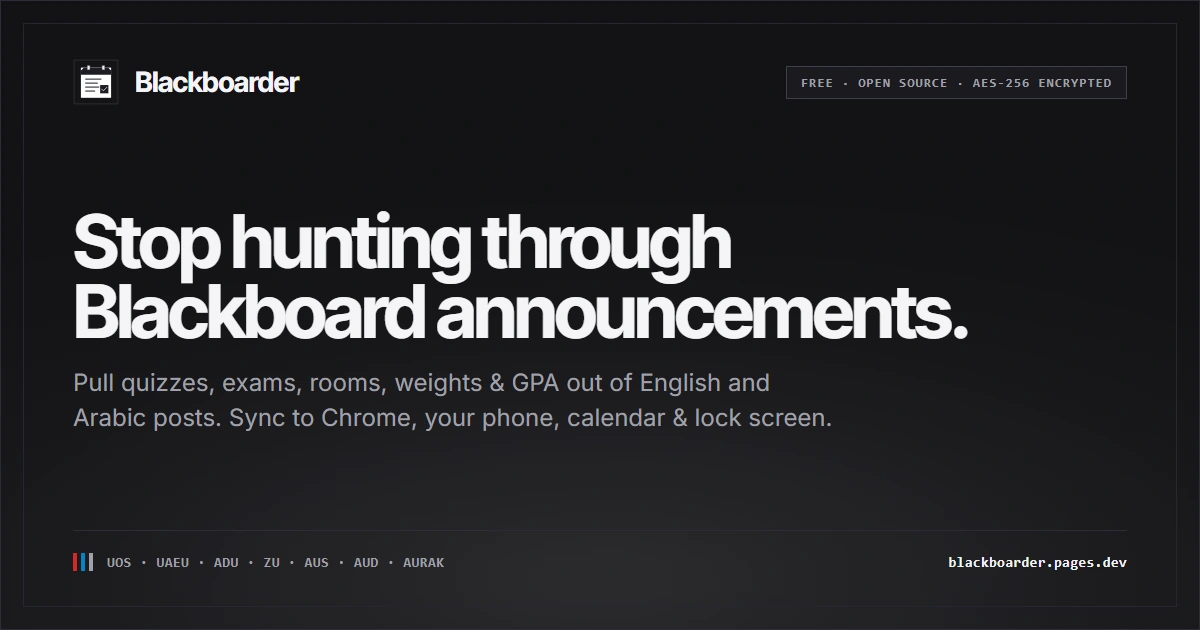 Blackboarder
FREE · OPEN SOURCE · AES-256 ENCRYPTED
Stop hunting through
Blackboard announcements.
Pull quizzes, exams, rooms, weights & GPA out of English and
Arabic posts. Sync to Chrome, your phone, calendar & lock screen.
UOS · UAEU · ADU · ZU · AUS · AUD · AURAK
blackboarder.pages.dev